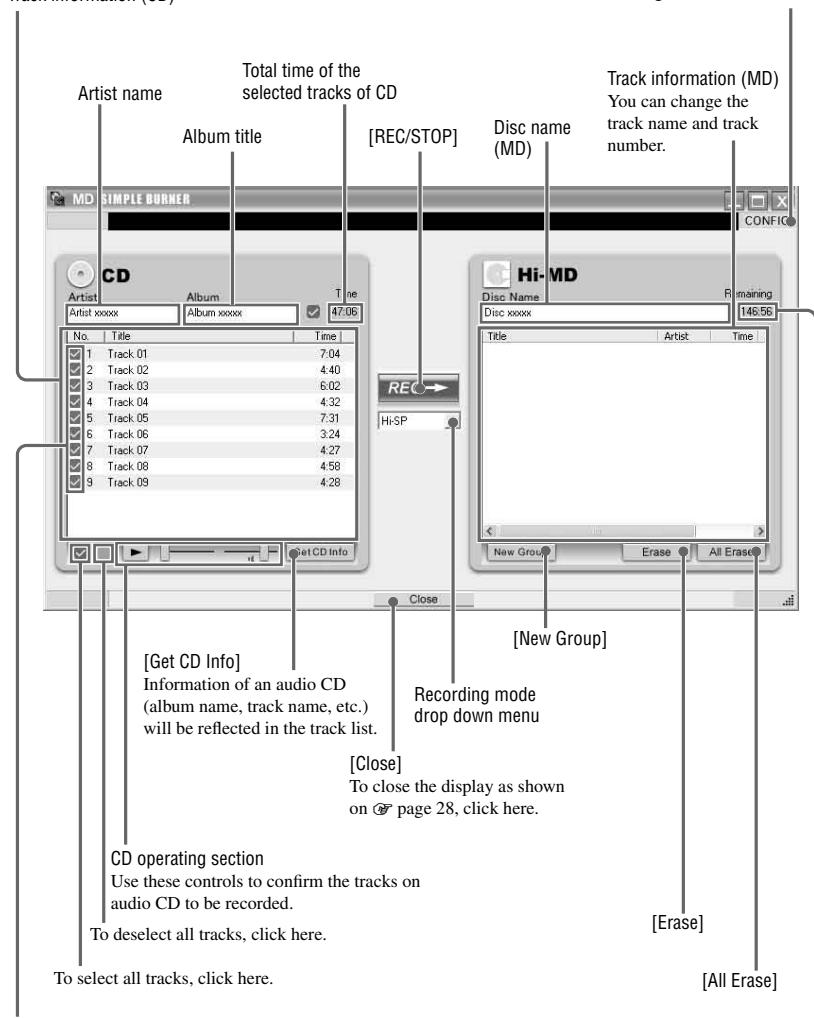 Artist name
Total time of the
selected tracks of CD
Album title
[REC/STOP]
Disc name
(MD)
Track information (MD)
You can change the
track name and track
number.
MD SIMPLE BURNER
CONFIG
CD
Artist
Album
Time
Artist xxxxx
Album xxxxx
47:06
No. Title Time
1 Track 01 7:04
2 Track 02 4:40
3 Track 03 6:02
4 Track 04 4:32
5 Track 05 7:31
6 Track 06 3:24
7 Track 07 4:27
8 Track 08 4:58
9 Track 09 4:28
Get CD Info
REC
Hi-SP
Hi-MD
Disc Name
Remaining
Disc xxxxx
146:56
Title Artist Time
New Group
Erase
All Erase
Close
[New Group]
[Get CD Info]
Information of an audio CD
(album name, track name, etc.)
will be reflected in the track list.
Recording mode
drop down menu
[Close]
To close the display as shown
on ☞ page 28, click here.
CD operating section
Use these controls to confirm the tracks on
audio CD to be recorded.
To deselect all tracks, click here.
[Erase]
To select all tracks, click here.
[All Erase]